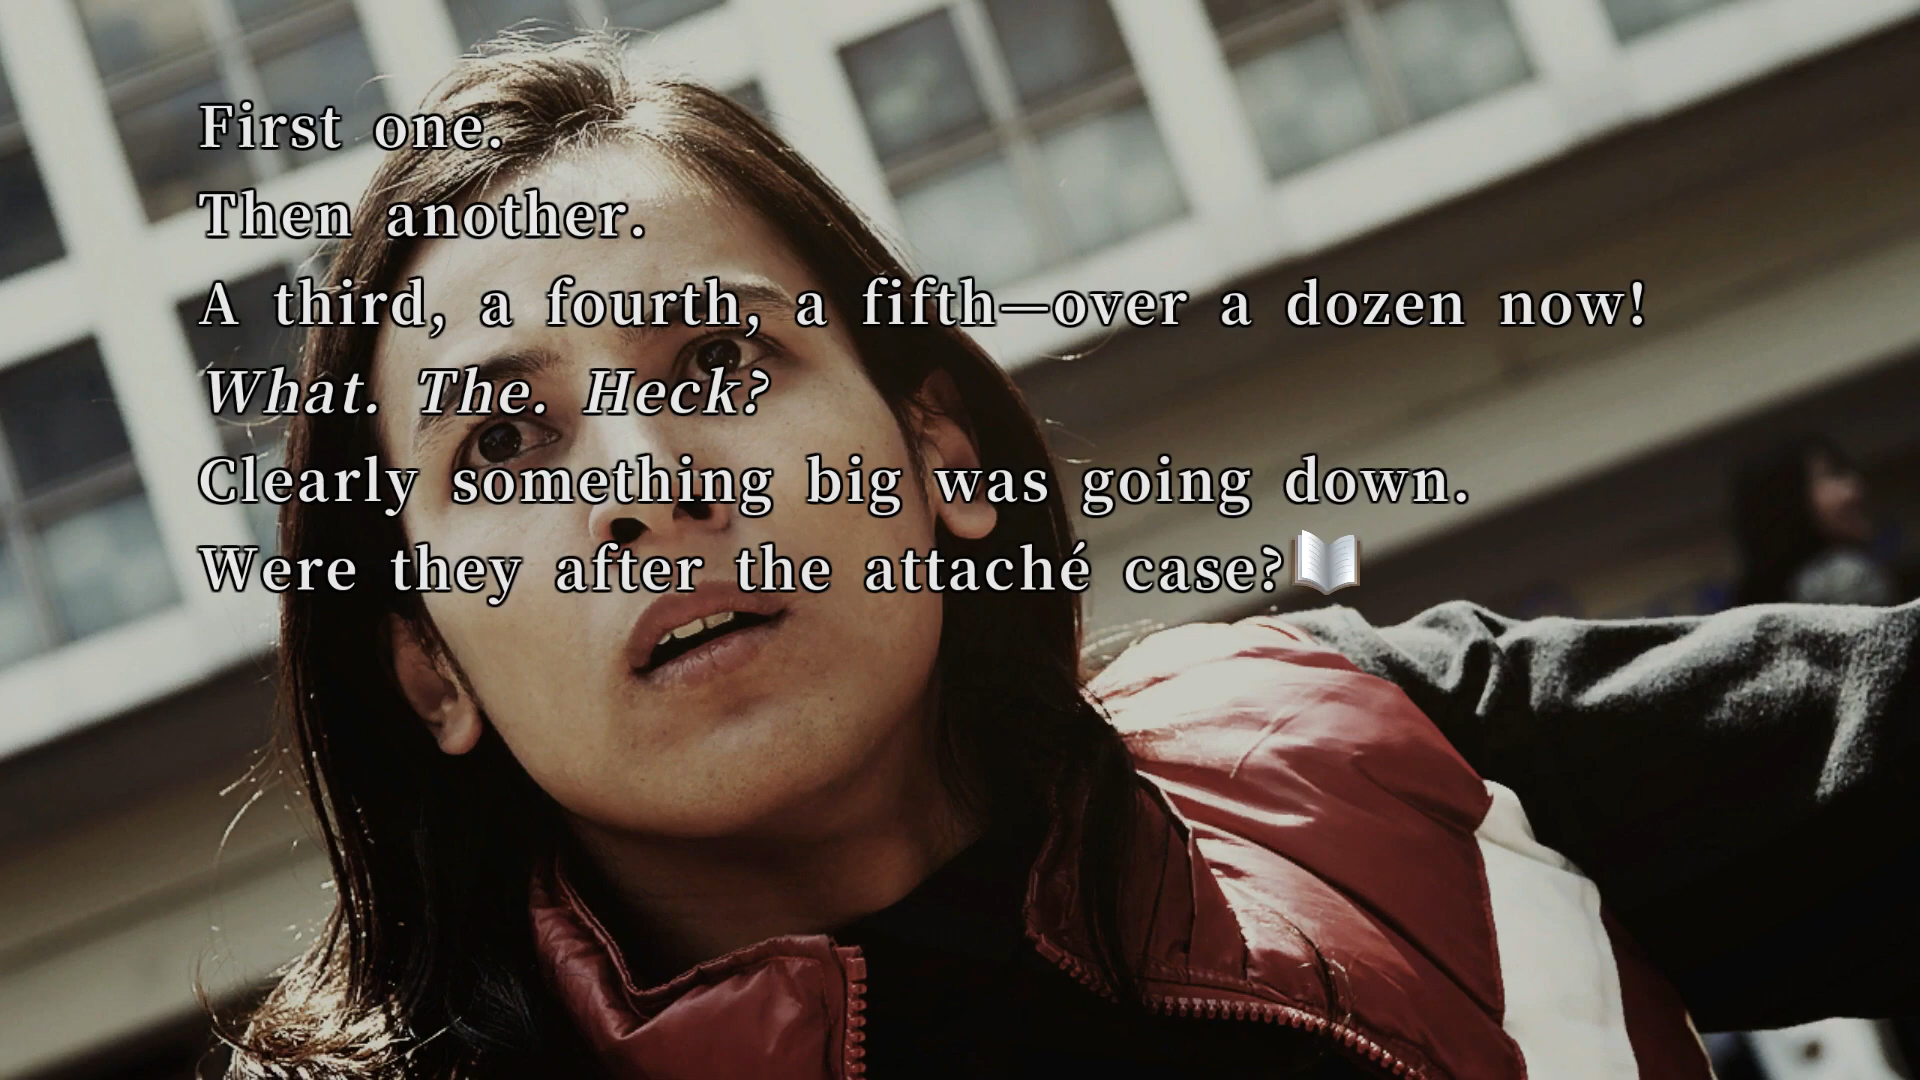 First one.
Then another.
A third, a fourth, a fifth—over a dozen now!
What. The. Heck?
Clearly something big was going down.
Were they after the attaché case?